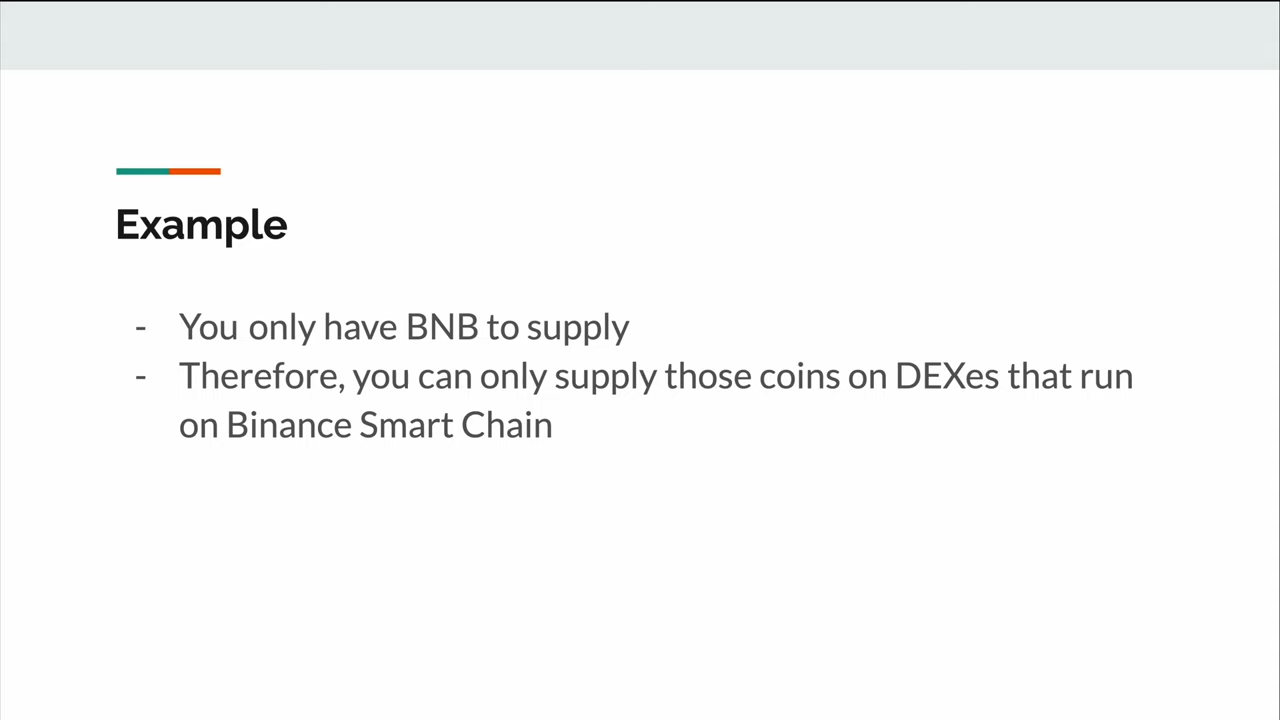 Example
- You only have BNB to supply
- Therefore, you can only supply those coins on DEXes that run
on Binance Smart Chain